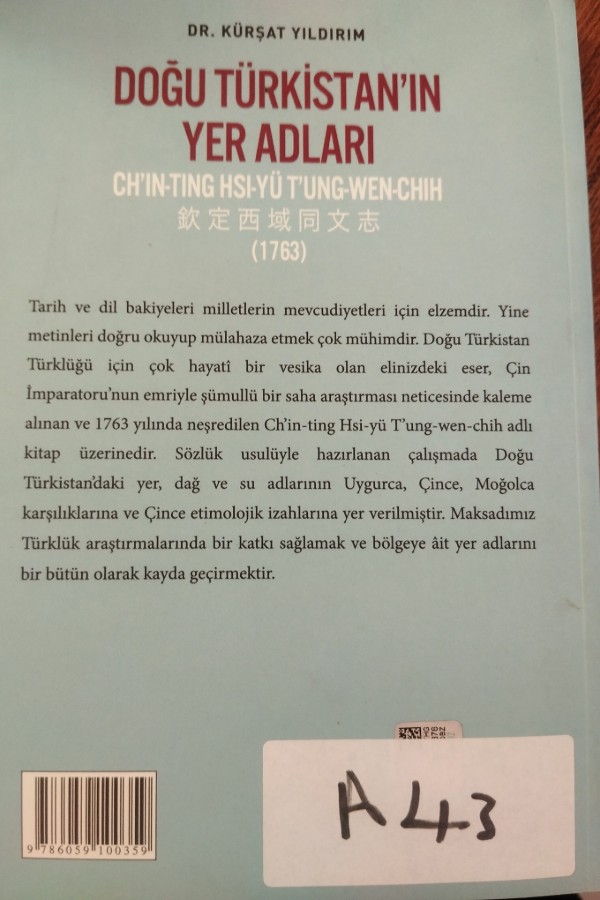 DR. KÜRŞAT YILDIRIM
DOĞU TÜRKİSTAN'IN
YER ADLARI
CH'IN-TING HSI-YÜ T'UNG-WEN-CHIH
欽定西域同文志
(1763)
Tarih ve dil bakiyeleri milletlerin mevcudiyetleri için elzemdir. Yine
metinleri doğru okuyup mülahaza etmek çok mühimdir. Doğu Türkistan
Türklüğü için çok hayatî bir vesika olan elinizdeki eser, Çin
İmparatoru'nun emriyle şümullü bir saha araştırması neticesinde kaleme
alınan ve 1763 yılında neşredilen Ch'in-ting Hsi-yü T'ung-wen-chih adlı
kitap üzerinedir. Sözlük usulüyle hazırlanan çalışmada Doğu
Türkistan'daki yer, dağ ve su adlarının Uygurca, Çince, Moğolca
karşılıklarına ve Çince etimolojik izahlarına yer verilmiştir. Maksadımız
Türklük araştırmalarında bir katkı sağlamak ve bölgeye âit yer adlarını
bir bütün olarak kayda geçirmektir.
A43
9 786059 100359